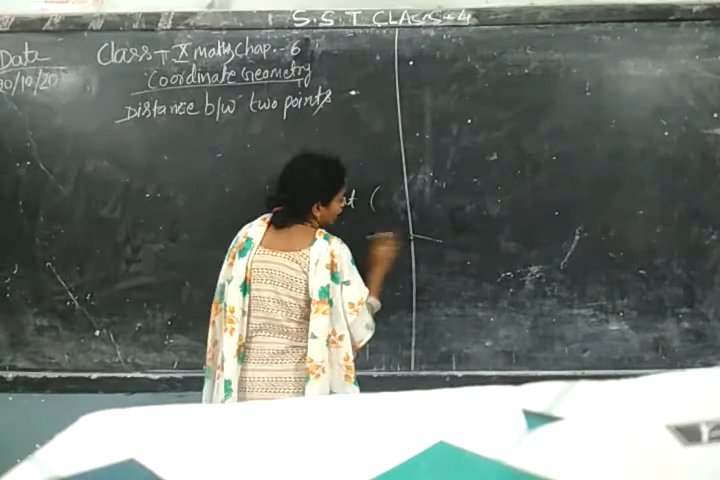 S.S.T CLASS-4
Date
20/10/20
Class - X maths Chap.- 6
Coordinate Geometry
Distance b/w two points
(